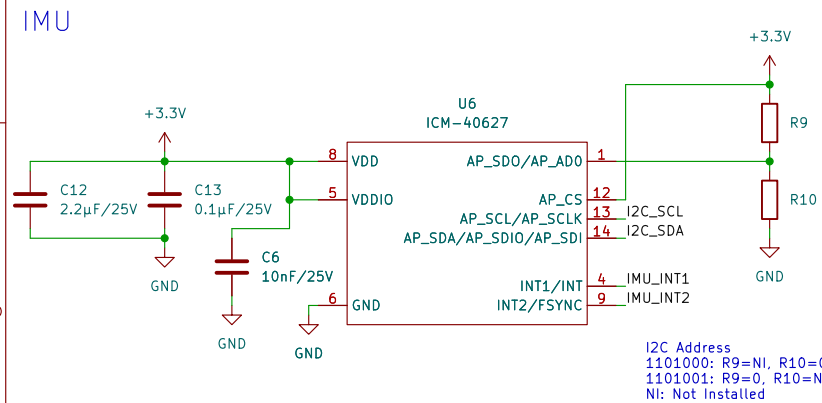 IMU
+3.3V
+3.3V
U6
ICM-40627
R9
8
VDD
AP_SDO/AP_AD0
1
C12
2.2µF/25V
C13
0.1µF/25V
5
VDDIO
AP_CS
12
R10
AP_SCL/AP_SCLK
13
I2C_SCL
AP_SDA/AP_SDIO/AP_SDI
14
I2C_SDA
C6
10nF/25V
GND
GND
INT1/INT
4
IMU_INT1
6
GND
INT2/FSYNC
9
IMU_INT2
GND
GND
I2C Address
1101000: R9=NI, R10=
1101001: R9=0, R10=N
NI: Not Installed